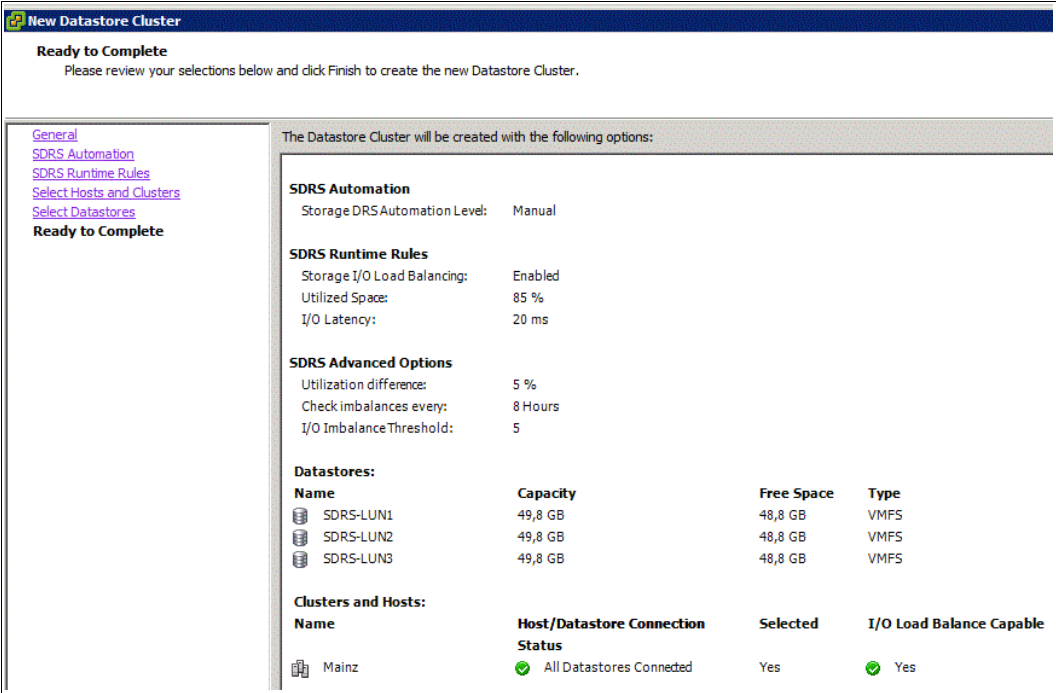 New Datastore Cluster
Ready to Complete
Please review your selections below and click Finish to create the new Datastore Cluster.
General
SDRS Automation
SDRS Runtime Rules
Select Hosts and Clusters
Select Datastores
Ready to Complete
The Datastore Cluster will be created with the following options:
SDRS Automation
Storage DRS Automation Level: Manual
SDRS Runtime Rules
Storage I/O Load Balancing: Enabled
Utilized Space: 85 %
I/O Latency: 20 ms
SDRS Advanced Options
Utilization difference: 5 %
Check imbalances every: 8 Hours
I/O Imbalance Threshold: 5
Datastores:
Name Capacity Free Space Type
SDRS-LUN1 49,8 GB 48,8 GB VMFS
SDRS-LUN2 49,8 GB 48,8 GB VMFS
SDRS-LUN3 49,8 GB 48,8 GB VMFS
Clusters and Hosts:
Name Host/Datastore Connection Selected I/O Load Balance Capable
Status
Mainz All Datastores Connected Yes Yes